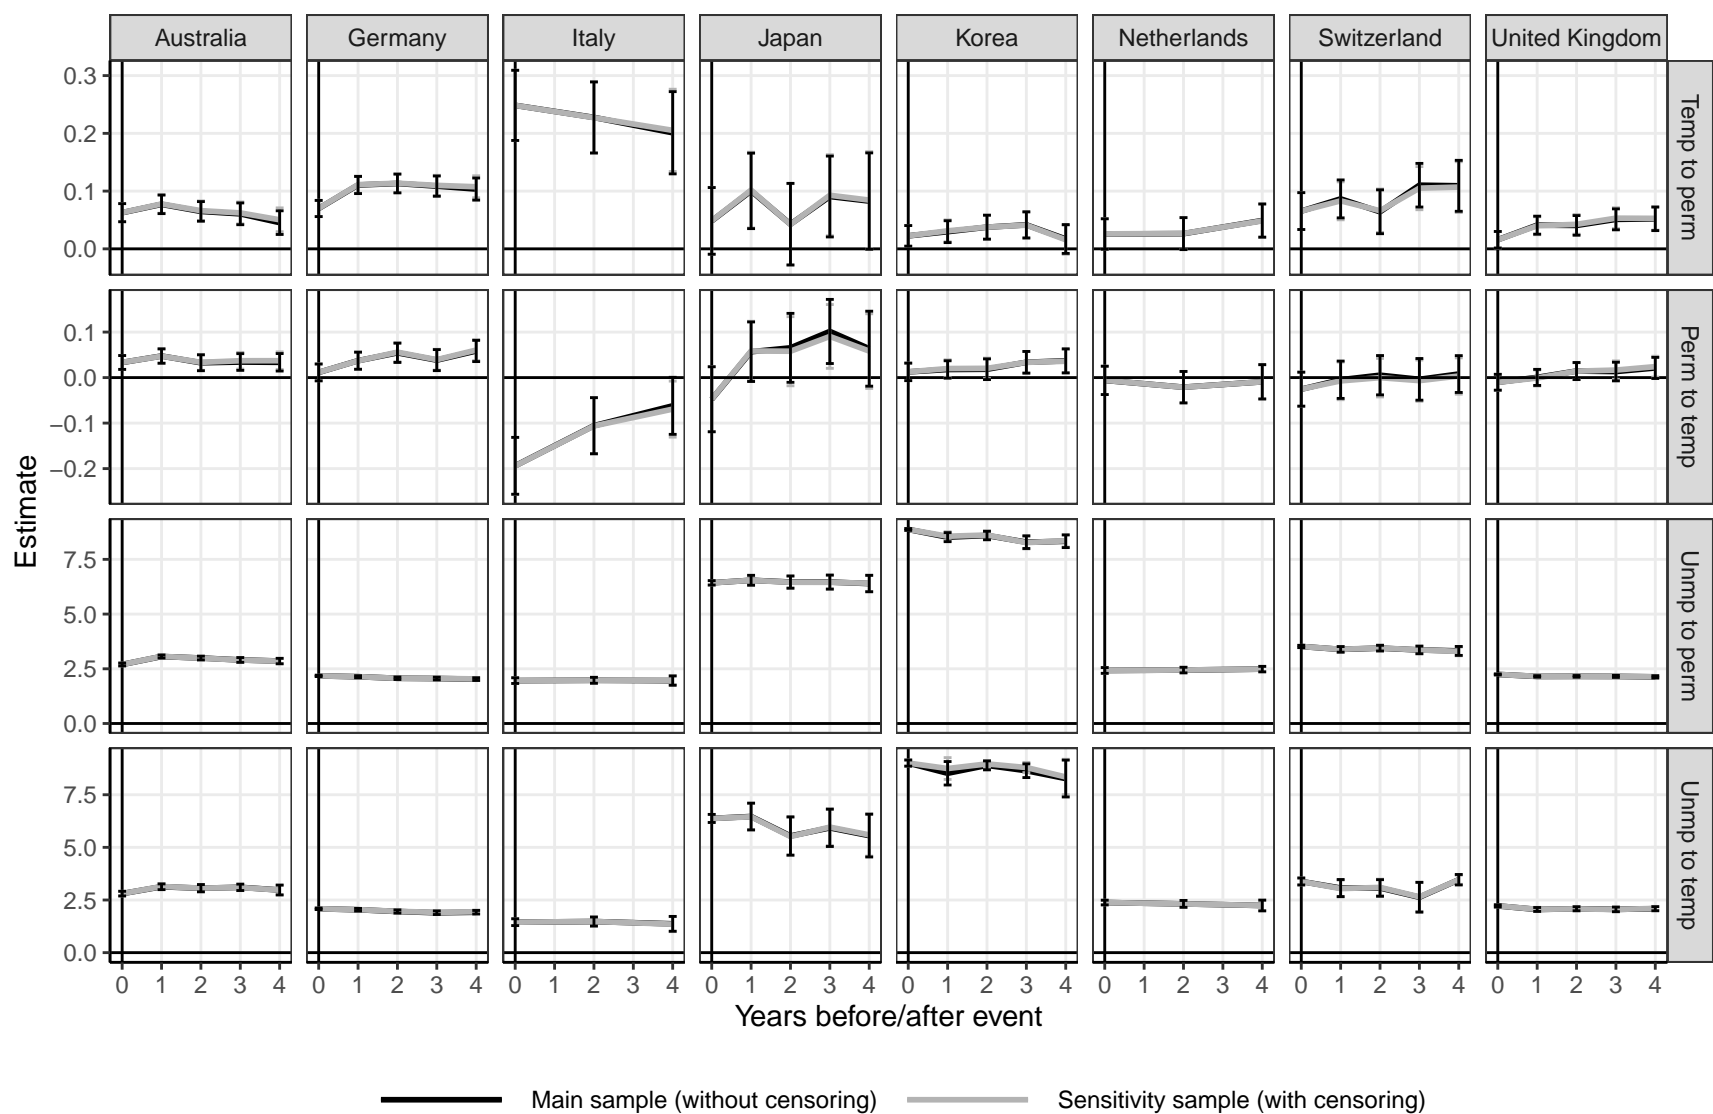 Australia Germany Italy Japan Korea Netherlands Switzerland United Kingdom
0.3
0.2
0.1
0.0
Temp to perm
0.1
0.0
−0.1
−0.2
Perm to temp
Estimate
7.5
5.0
2.5
0.0
Unmp to perm
7.5
5.0
2.5
0.0
Unmp to temp
0 1 2 3 4 0 1 2 3 4 0 1 2 3 4 0 1 2 3 4 0 1 2 3 4 0 1 2 3 4 0 1 2 3 4 0 1 2 3 4
Years before/after event
Main sample (without censoring) Sensitivity sample (with censoring)